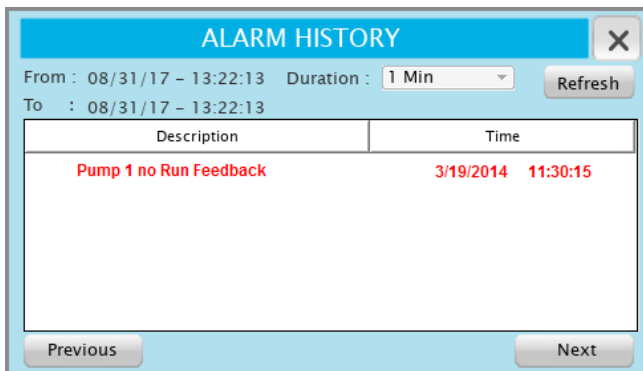 ALARM HISTORY
From : 08/31/17 – 13:22:13 Duration : 1 Min Refresh
To : 08/31/17 – 13:22:13
Description Time
Pump 1 no Run Feedback 3/19/2014 11:30:15
Previous Next